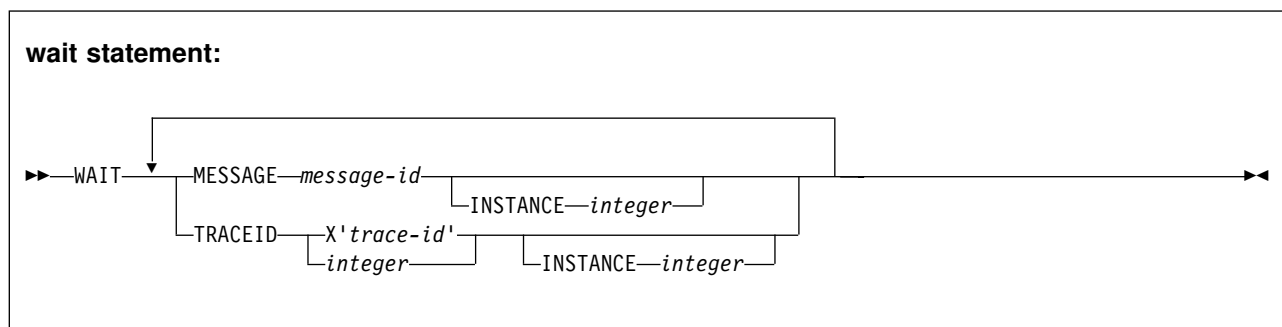 wait statement:
WAIT MESSAGE message-id
INSTANCE integer
TRACEID X'trace-id'
integer INSTANCE integer